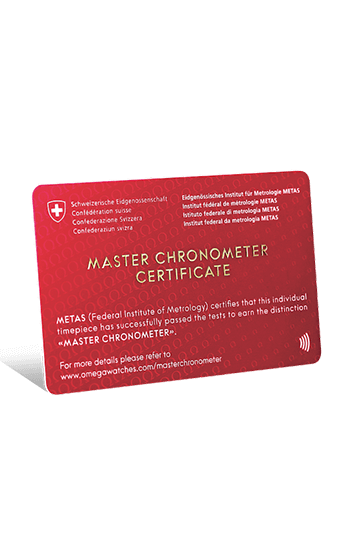 Schweizerische Eidgenossenschaft
Confédération suisse
Confederazione Svizzera
Confederaziun svizra
Eidgenössisches Institut für Metrologie METAS
Institut fédéral de métrologie METAS
Istituto federale di metrologia METAS
Institut federal da metrologia METAS
MASTER CHRONOMETER
CERTIFICATE
METAS (Federal Institute of Metrology) certifies that this individual
timepiece has successfully passed the tests to earn the distinction
«MASTER CHRONOMETER».
For more details please refer to
www.omegawatches.com/masterchronometer